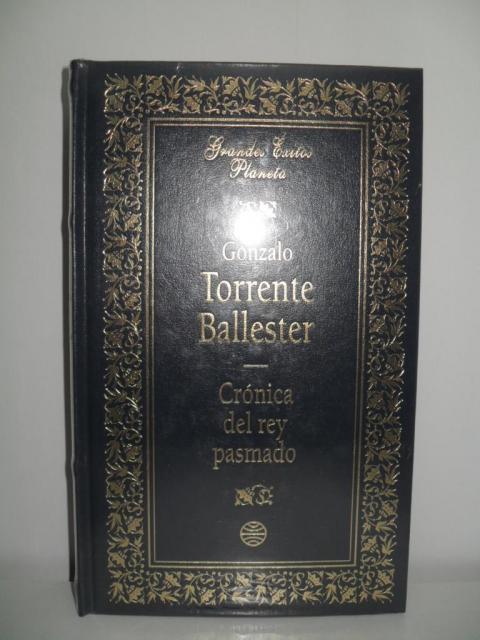 Grandes Éxitos
Planeta
Gonzalo
Torrente
Ballester
Crónica
del rey
pasmado